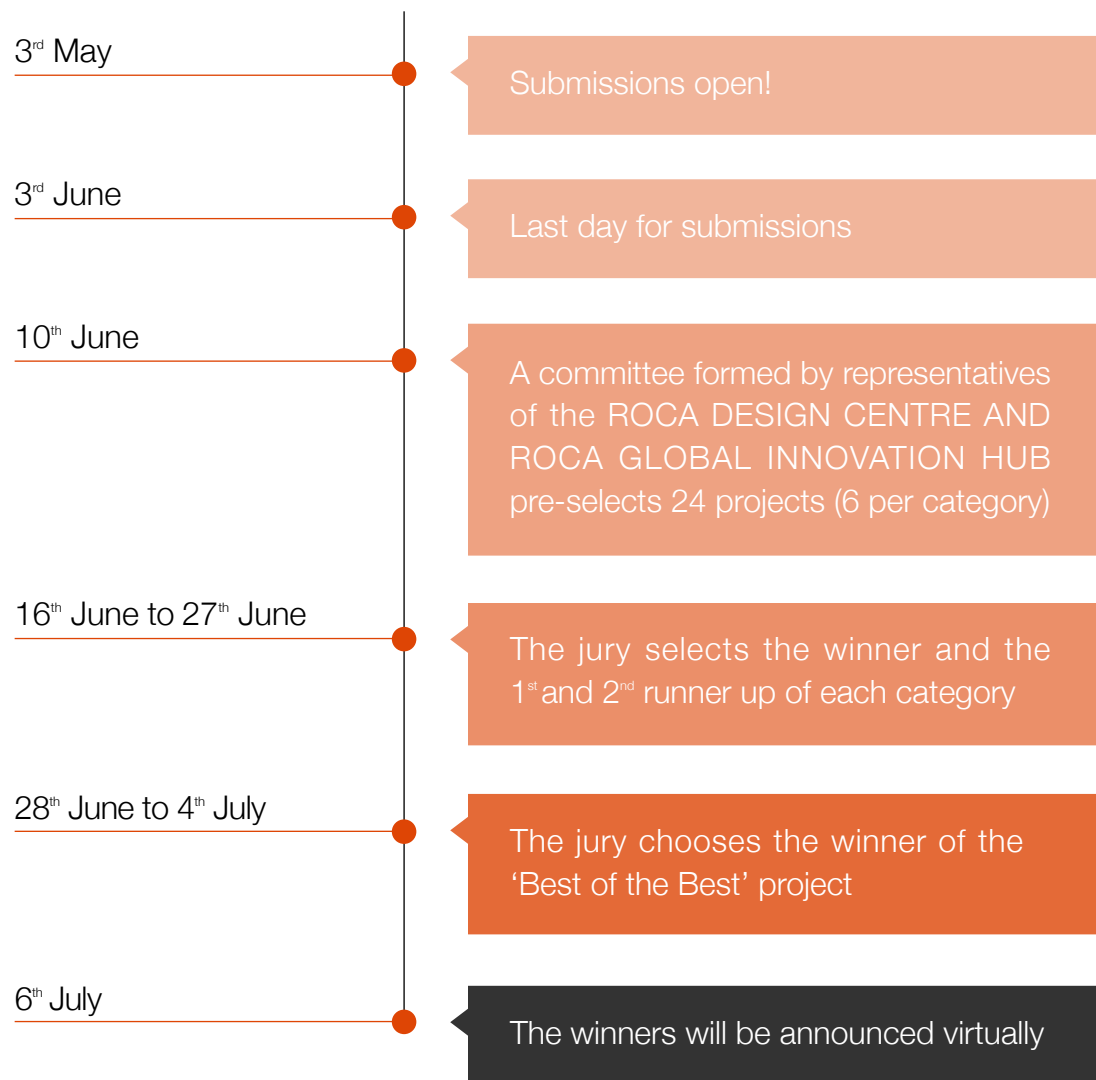 3rd May
Submissions open!
3rd June
Last day for submissions
10th June
A committee formed by representatives
of the ROCA DESIGN CENTRE AND
ROCA GLOBAL INNOVATION HUB
pre-selects 24 projects (6 per category)
16th June to 27th June
The jury selects the winner and the
1st and 2nd runner up of each category
28th June to 4th July
The jury chooses the winner of the
‘Best of the Best’ project
6th July
The winners will be announced virtually